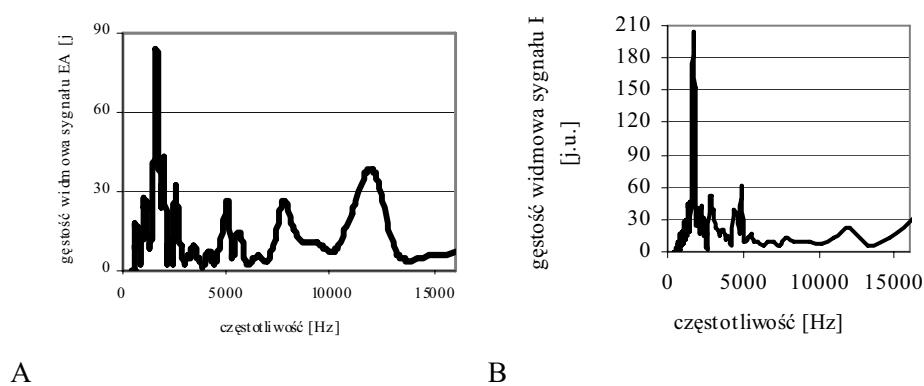 gęstość widmowa sygnału EA [j
90
60
30
0
0 5000 10000 15000
częstotliwość [Hz]
A
gęstość widmowa sygnału
[j.u.]
210
180
150
120
90
60
30
0
0 5000 10000 15000
częstotliwość [Hz]
B